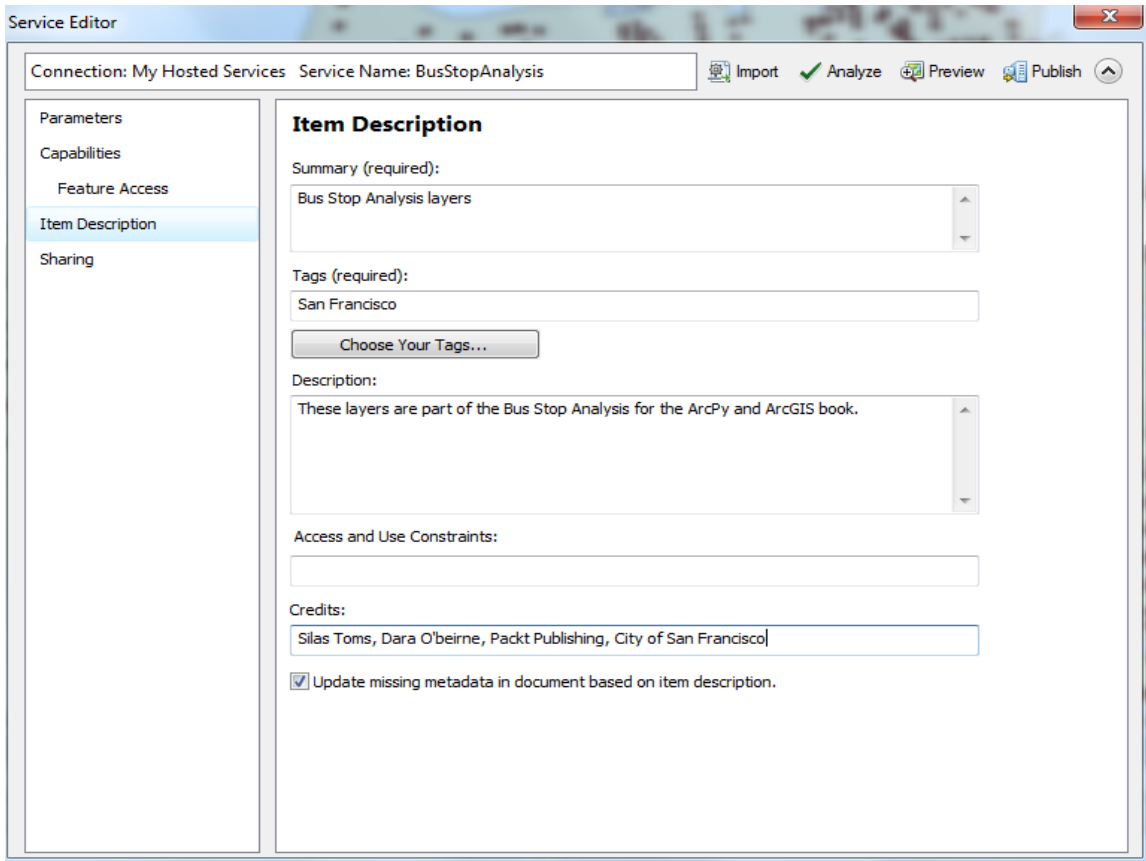 Service Editor
Connection: My Hosted Services   Service Name: BusStopAnalysis
Import
Analyze
Preview
Publish
Parameters
Capabilities
Feature Access
Item Description
Sharing
Item Description
Summary (required):
Bus Stop Analysis layers
Tags (required):
San Francisco
Choose Your Tags...
Description:
These layers are part of the Bus Stop Analysis for the ArcPy and ArcGIS book.
Access and Use Constraints:
Credits:
Silas Toms, Dara O'beirne, Packt Publishing, City of San Francisco
Update missing metadata in document based on item description.